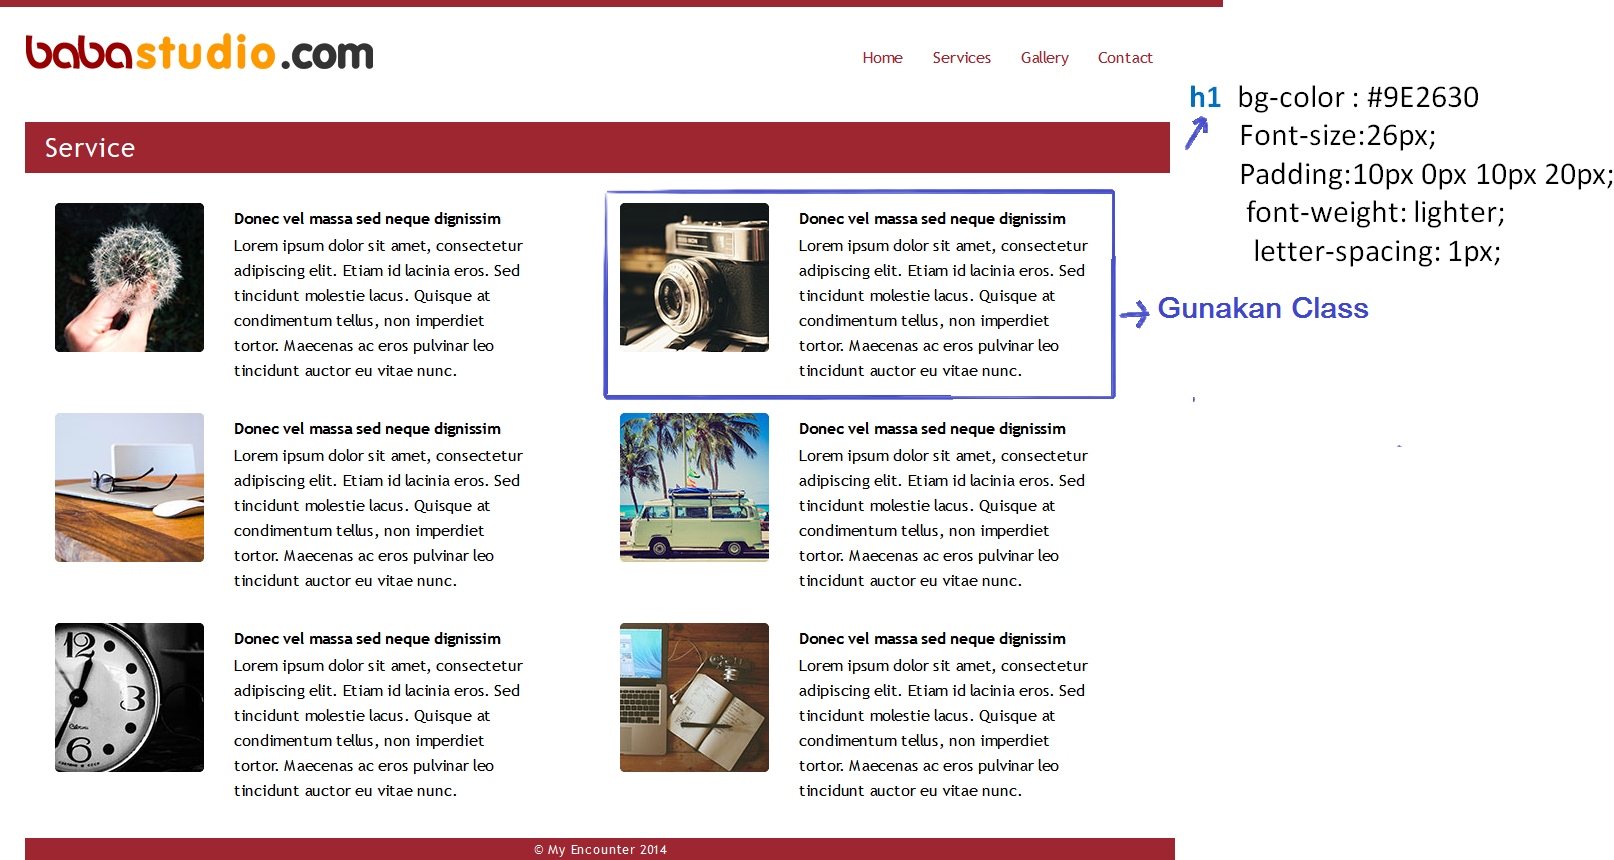 babastudio.com
Home Services Gallery Contact
h1 bg-color : #9E2630
Font-size:26px;
Padding:10px 0px 10px 20px;
font-weight: lighter;
letter-spacing: 1px;
Service
Donec vel massa sed neque dignissim
Lorem ipsum dolor sit amet, consectetur
adipiscing elit. Etiam id lacinia eros. Sed
tincidunt molestie lacus. Quisque at
condimentum tellus, non imperdiet
tortor. Maecenas ac eros pulvinar leo
tincidunt auctor eu vitae nunc.
Donec vel massa sed neque dignissim
Lorem ipsum dolor sit amet, consectetur
adipiscing elit. Etiam id lacinia eros. Sed
tincidunt molestie lacus. Quisque at
condimentum tellus, non imperdiet
tortor. Maecenas ac eros pulvinar leo
tincidunt auctor eu vitae nunc.
Gunakan Class
Donec vel massa sed neque dignissim
Lorem ipsum dolor sit amet, consectetur
adipiscing elit. Etiam id lacinia eros. Sed
tincidunt molestie lacus. Quisque at
condimentum tellus, non imperdiet
tortor. Maecenas ac eros pulvinar leo
tincidunt auctor eu vitae nunc.
Donec vel massa sed neque dignissim
Lorem ipsum dolor sit amet, consectetur
adipiscing elit. Etiam id lacinia eros. Sed
tincidunt molestie lacus. Quisque at
condimentum tellus, non imperdiet
tortor. Maecenas ac eros pulvinar leo
tincidunt auctor eu vitae nunc.
12
3
6
Donec vel massa sed neque dignissim
Lorem ipsum dolor sit amet, consectetur
adipiscing elit. Etiam id lacinia eros. Sed
tincidunt molestie lacus. Quisque at
condimentum tellus, non imperdiet
tortor. Maecenas ac eros pulvinar leo
tincidunt auctor eu vitae nunc.
Donec vel massa sed neque dignissim
Lorem ipsum dolor sit amet, consectetur
adipiscing elit. Etiam id lacinia eros. Sed
tincidunt molestie lacus. Quisque at
condimentum tellus, non imperdiet
tortor. Maecenas ac eros pulvinar leo
tincidunt auctor eu vitae nunc.
© My Encounter 2014